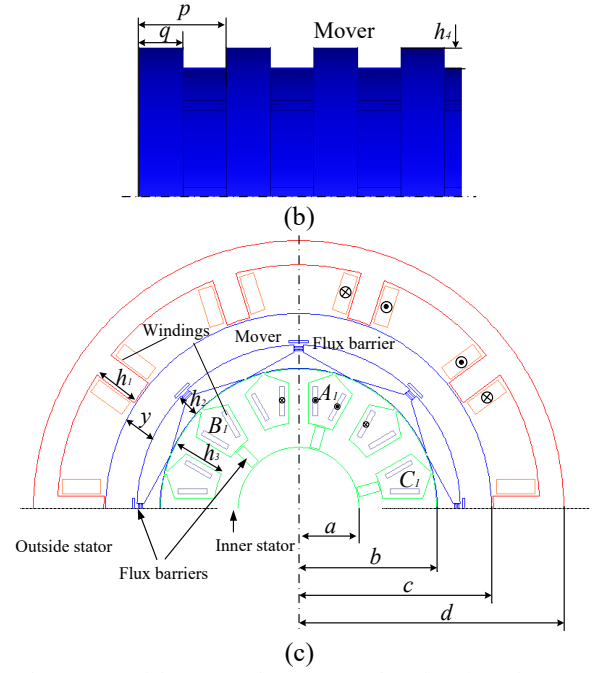 p
q
Mover
h4
(b)
Windings
Mover
Flux barrier
h1
h2
A1
y
B1
h3
C1
Outside stator
Inner stator
a
Flux barriers
b
c
d
(c)